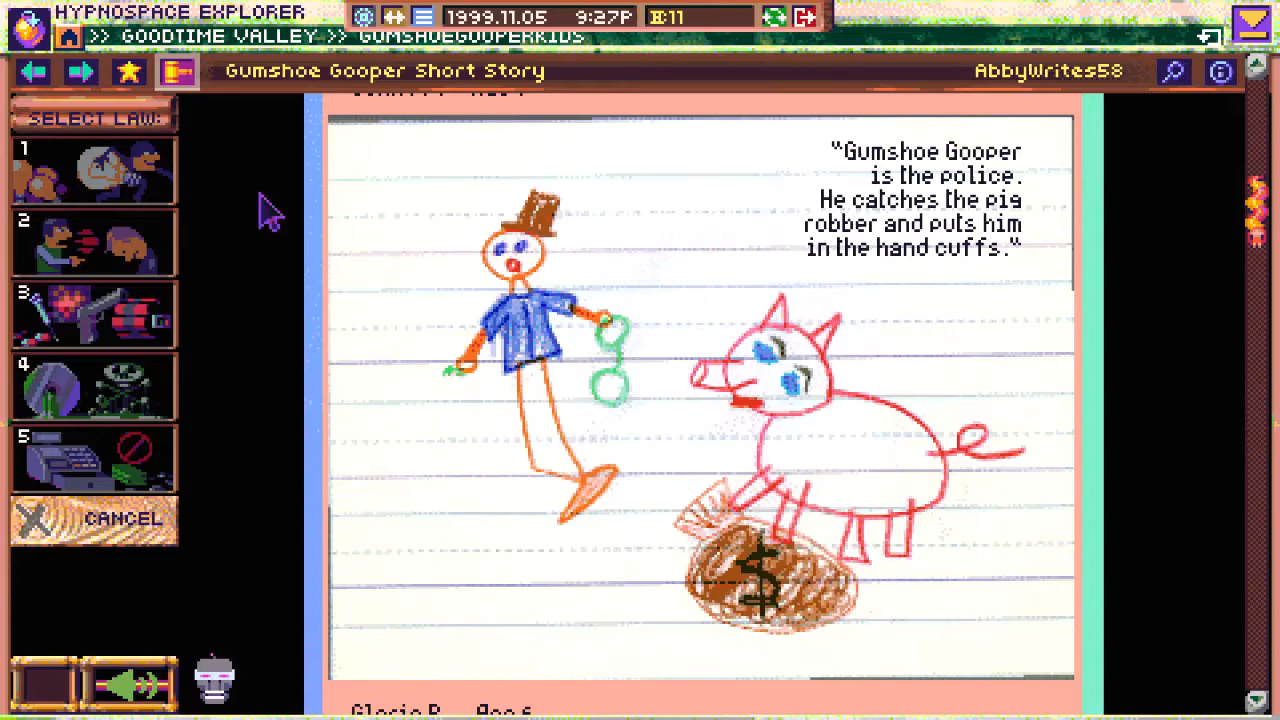 HYPNOSPACE EXPLORER
1999.11.05 9:27P
:11
>> GOODTIME VALLEY >> GUMSHOEGOOPERKIDS
Gumshoe Gooper Short Story
AbbyWrites58
SELECT LAW:
1
2
3
4
5
CANCEL
"Gumshoe Gooper
is the police.
He catches the pig
robber and puts him
in the hand cuffs."
$